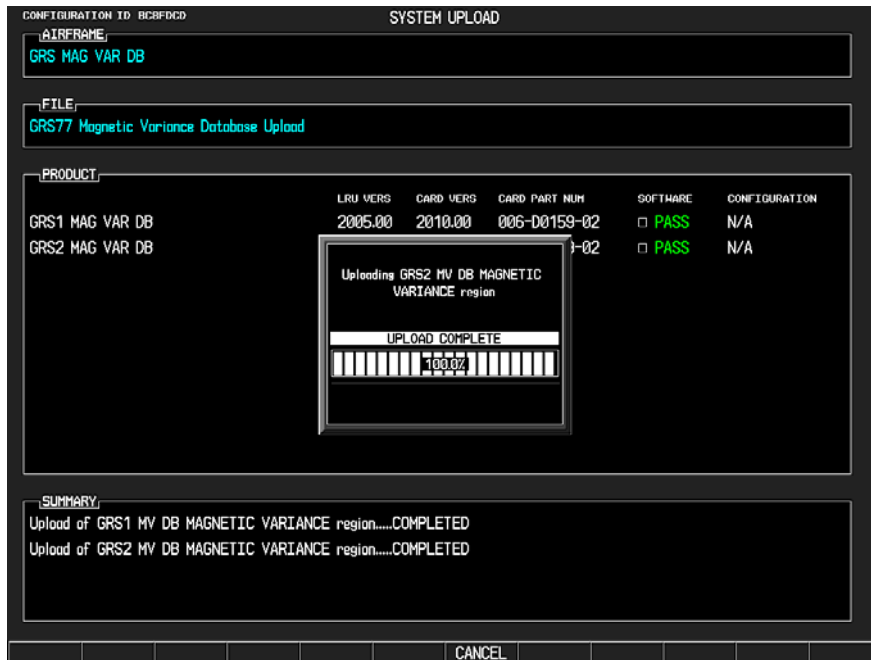 CONFIGURATION ID BC8FDCD
SYSTEM UPLOAD
AIRFRAME
GRS MAG VAR DB
FILE
GRS77 Magnetic Variance Database Upload
PRODUCT
LRU VERS CARD VERS CARD PART NUM SOFTWARE CONFIGURATION
GRS1 MAG VAR DB 2005.00 2010.00 006-D0159-02 PASS N/A
GRS2 MAG VAR DB -02 PASS N/A
Uploading GRS2 MV DB MAGNETIC
VARIANCE region
UPLOAD COMPLETE
100.0%
SUMMARY
Upload of GRS1 MV DB MAGNETIC VARIANCE region.....COMPLETED
Upload of GRS2 MV DB MAGNETIC VARIANCE region.....COMPLETED
CANCEL